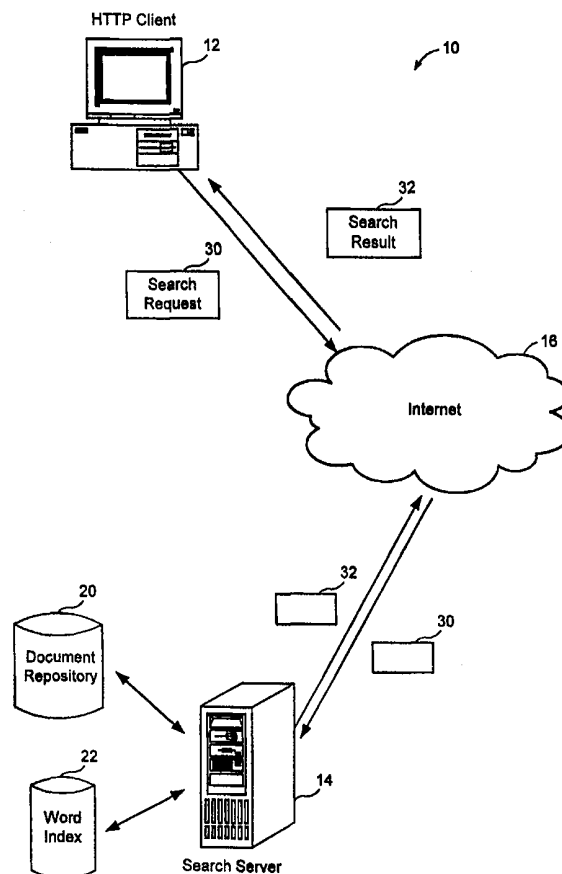 HTTP Client
12
10
32
Search
Result
30
Search
Request
16
Internet
32
30
20
Document
Repository
22
Word
Index
14
Search Server